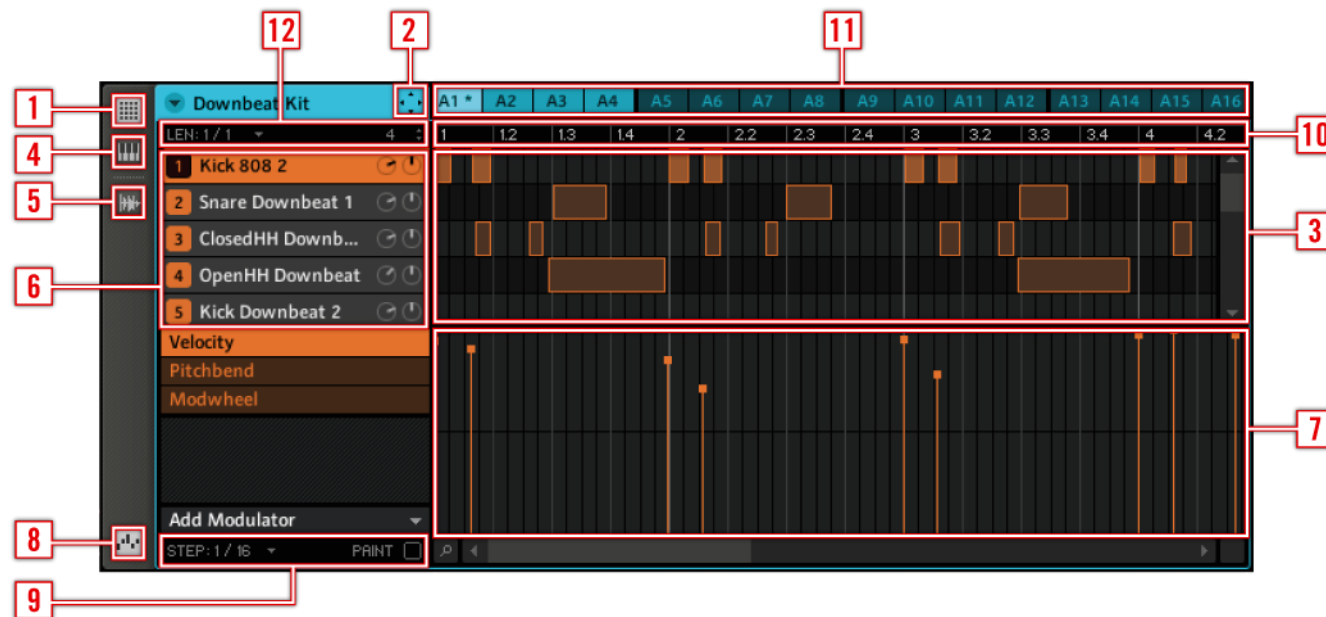 12
2
11
1
Downbeat Kit
A1 * A2 A3 A4 A5 A6 A7 A8 A9 A10 A11 A12 A13 A14 A15 A16
LEN: 1 / 1 4
1 1.2 1.3 1.4 2 2.2 2.3 2.4 3 3.2 3.3 3.4 4 4.2
10
4
1 Kick 808 2
5
2 Snare Downbeat 1
3
3 ClosedHH Downb...
6
4 OpenHH Downbeat
5 Kick Downbeat 2
Velocity
Pitchbend
Modwheel
7
Add Modulator
8
STEP: 1 / 16 PAINT
9